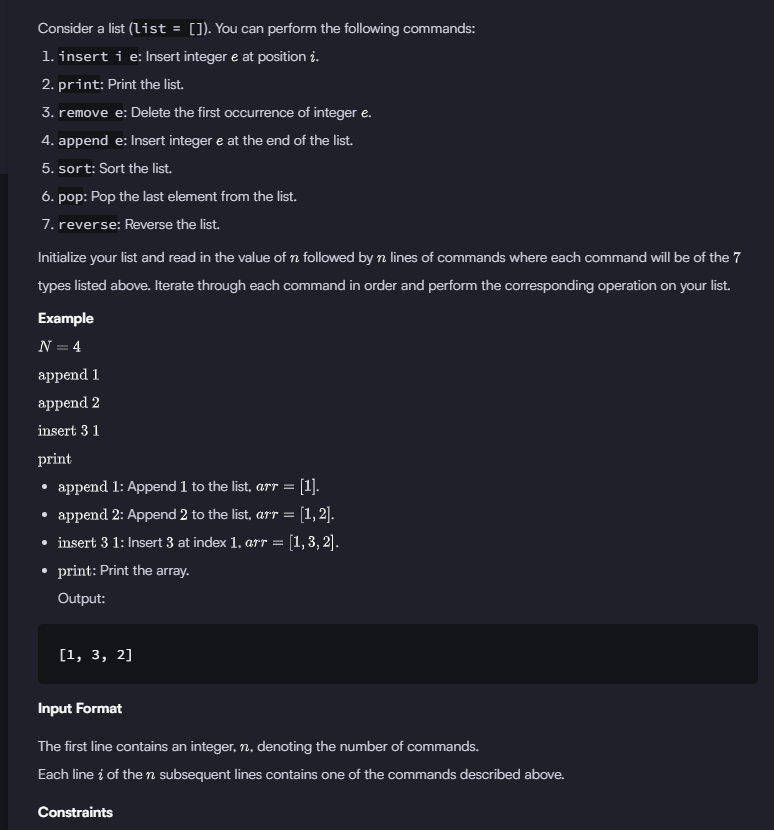 Consider a list (list = []). You can perform the following commands:
1. insert i e: Insert integer e at position i.
2. print: Print the list.
3. remove e: Delete the first occurrence of integer e.
4. append e: Insert integer e at the end of the list.
5. sort: Sort the list.
6. pop: Pop the last element from the list.
7. reverse: Reverse the list.
Initialize your list and read in the value of n followed by n lines of commands where each command will be of the 7
types listed above. Iterate through each command in order and perform the corresponding operation on your list.
Example
N = 4
append 1
append 2
insert 3 1
print
• append 1: Append 1 to the list, arr = [1].
• append 2: Append 2 to the list, arr = [1, 2].
• insert 3 1: Insert 3 at index 1, arr = [1, 3, 2].
• print: Print the array.
Output:
[1, 3, 2]
Input Format
The first line contains an integer, n, denoting the number of commands.
Each line i of the n subsequent lines contains one of the commands described above.
Constraints